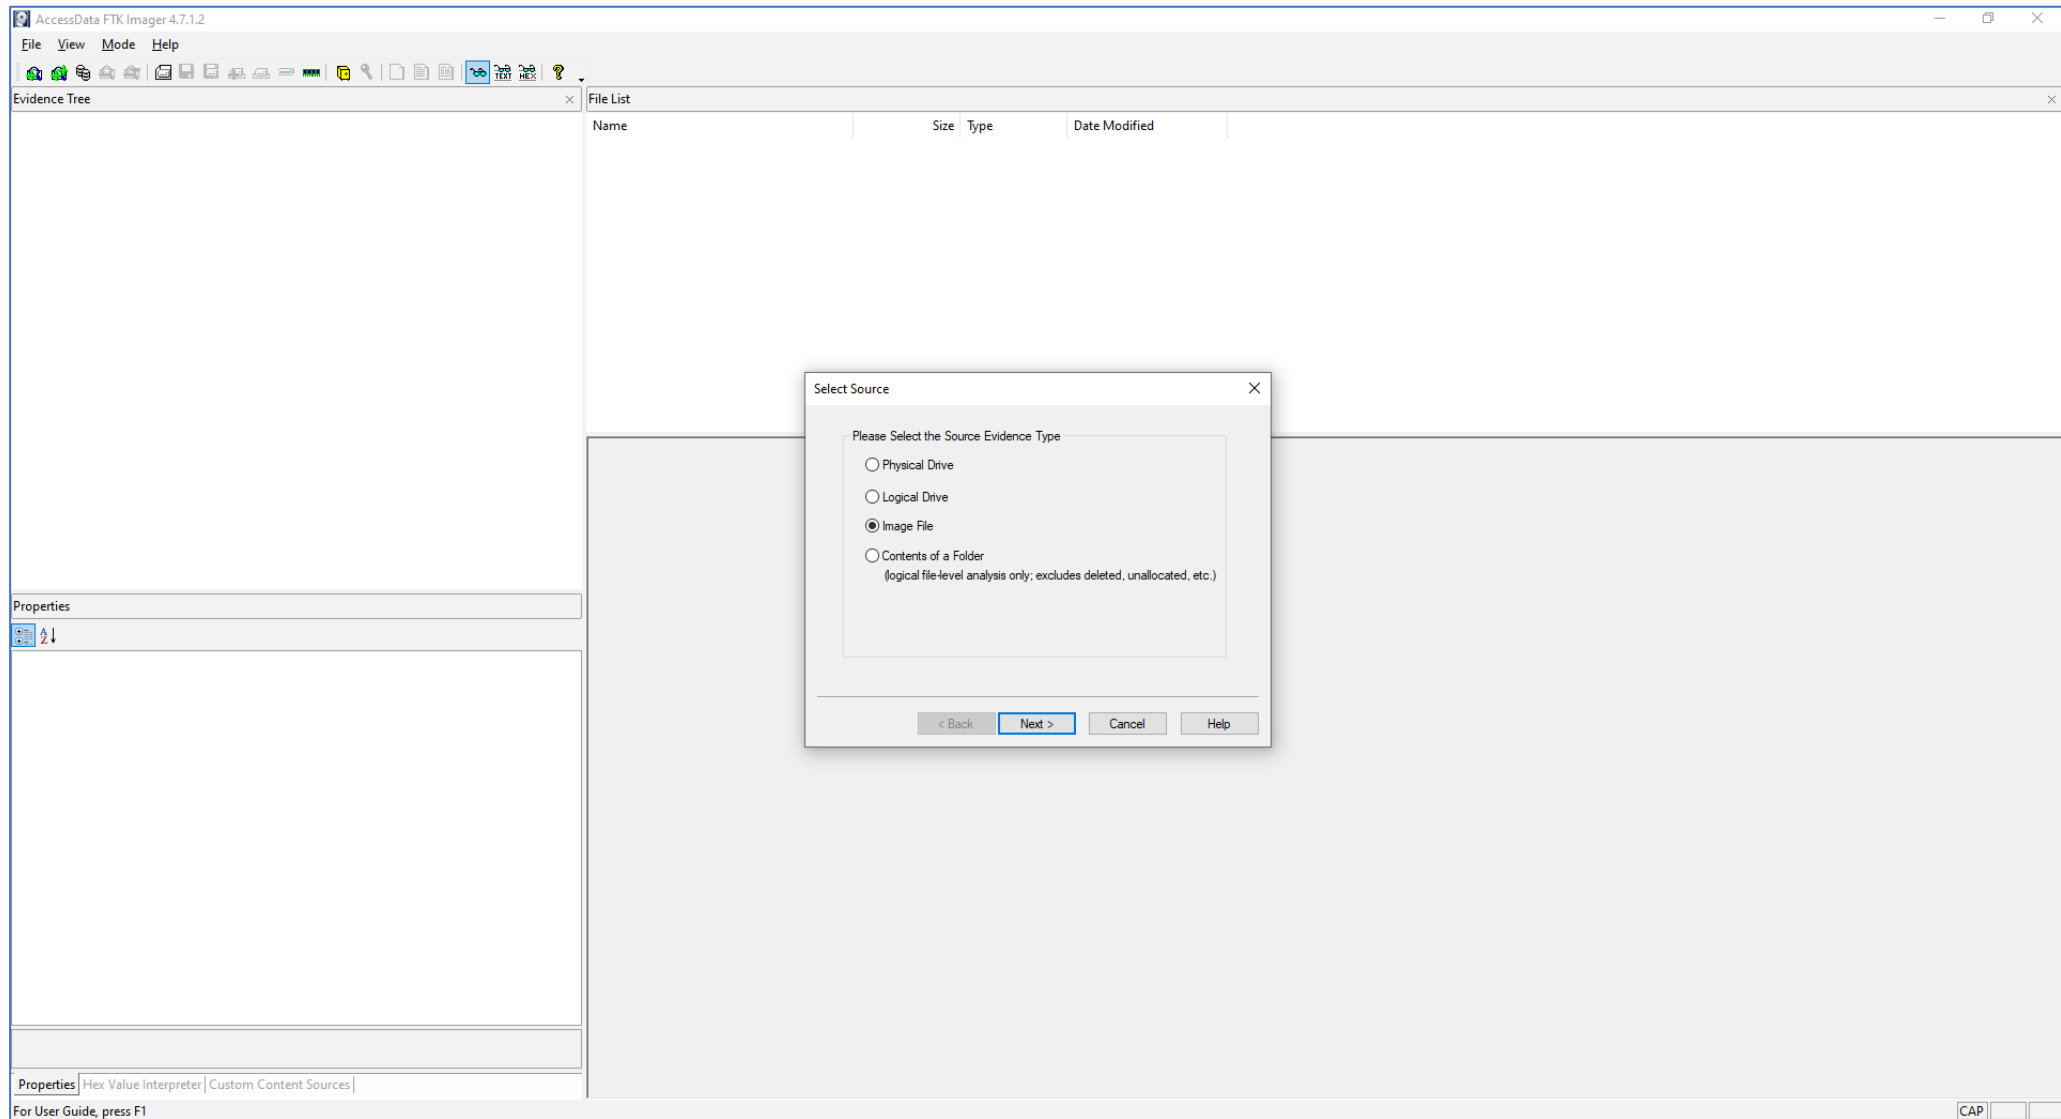 AccessData FTK Imager 4.7.1.2
File View Mode Help
TEXT HEX
Evidence Tree
File List
Name Size Type Date Modified
Select Source
Please Select the Source Evidence Type
Physical Drive
Logical Drive
Image File
Contents of a Folder
(logical file-level analysis only; excludes deleted, unallocated, etc.)
< Back Next > Cancel Help
Properties
A
Z
Properties Hex Value Interpreter Custom Content Sources
For User Guide, press F1
CAP